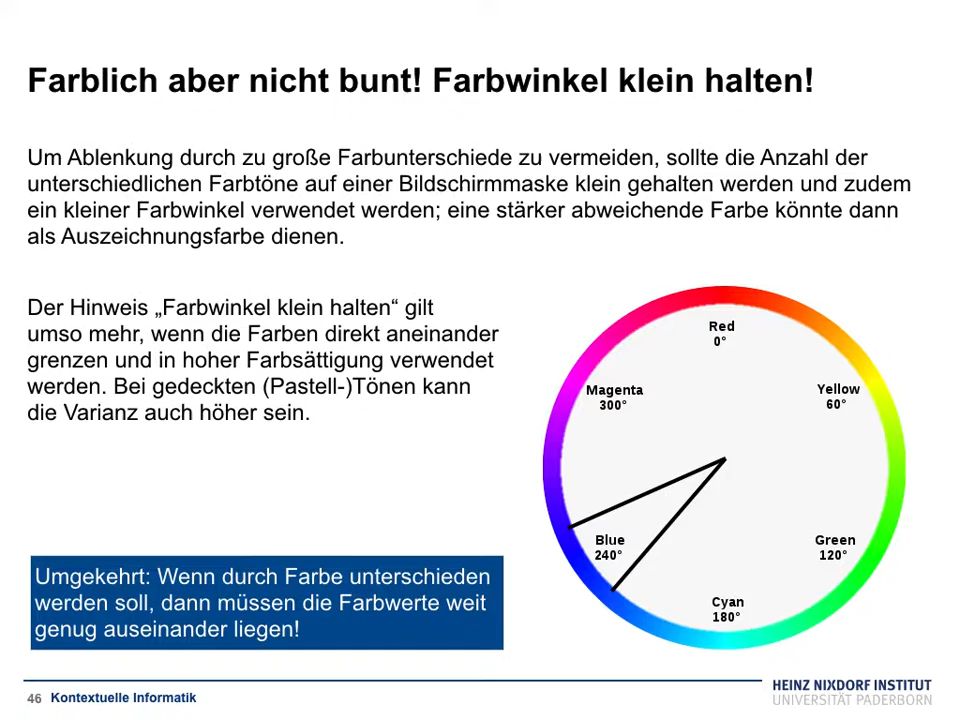 Farblich aber nicht bunt! Farbwinkel klein halten!
Um Ablenkung durch zu große Farbunterschiede zu vermeiden, sollte die Anzahl der
unterschiedlichen Farbtöne auf einer Bildschirmmaske klein gehalten werden und zudem
ein kleiner Farbwinkel verwendet werden; eine stärker abweichende Farbe könnte dann
als Auszeichnungsfarbe dienen.
Der Hinweis „Farbwinkel klein halten“ gilt
umso mehr, wenn die Farben direkt aneinander
grenzen und in hoher Farbsättigung verwendet
werden. Bei gedeckten (Pastell-)Tönen kann
die Varianz auch höher sein.
Red
0°
Magenta
300°
Yellow
60°
Blue
240°
Green
120°
Cyan
180°
Umgekehrt: Wenn durch Farbe unterschieden
werden soll, dann müssen die Farbwerte weit
genug auseinander liegen!
46 Kontextuelle Informatik
HEINZ NIXDORF INSTITUT
UNIVERSITÄT PADERBORN